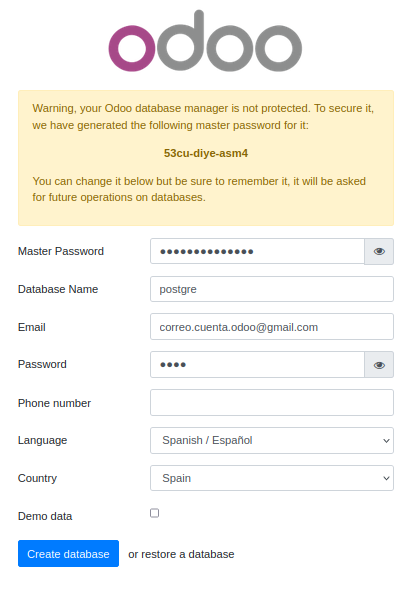 odoo
Warning, your Odoo database manager is not protected. To secure it,
we have generated the following master password for it:
53cu-diye-asm4
You can change it below but be sure to remember it, it will be asked
for future operations on databases.
Master Password ●●●●●●●●●●●●●●
Database Name postgre
Email correo.cuenta.odoo@gmail.com
Password ●●●●
Phone number
Language Spanish / Español
Country Spain
Demo data
Create database or restore a database